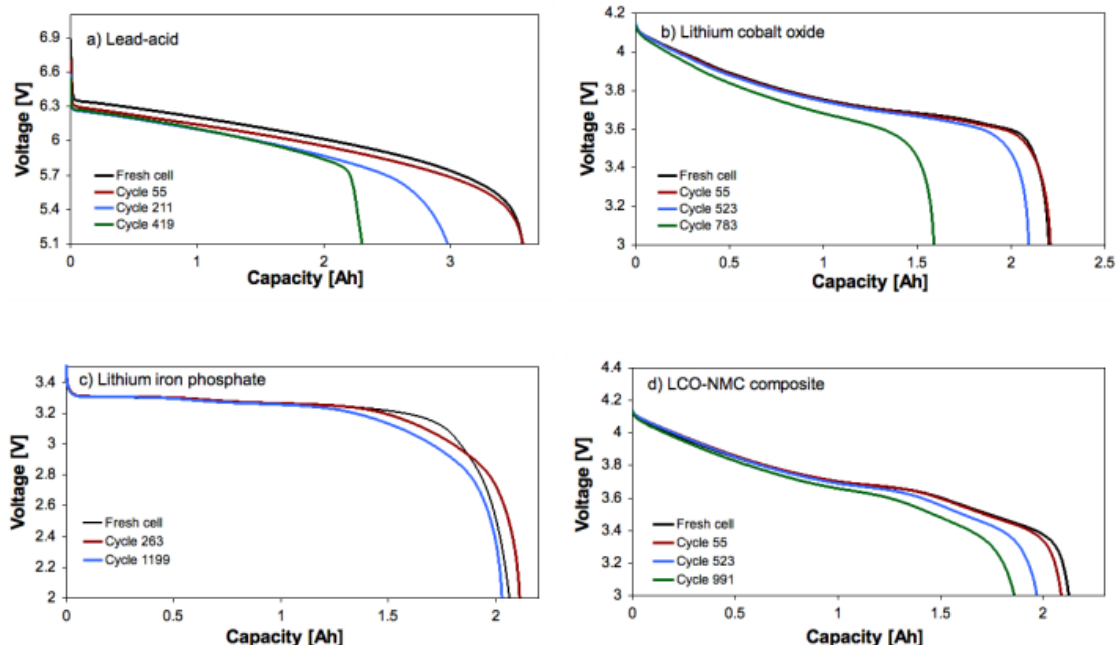 a) Lead-acid
Voltage [V]
6.9
6.6
6.3
6
5.7
5.4
5.1
Fresh cell
Cycle 55
Cycle 211
Cycle 419
0
1
2
3
Capacity [Ah]
b) Lithium cobalt oxide
Voltage [V]
4.2
4
3.8
3.6
3.4
3.2
3
Fresh cell
Cycle 55
Cycle 523
Cycle 783
0
0.5
1
1.5
2
2.5
Capacity [Ah]
c) Lithium iron phosphate
Voltage [V]
3.4
3.2
3
2.8
2.6
2.4
2.2
2
Fresh cell
Cycle 263
Cycle 1199
0
0.5
1
1.5
2
Capacity [Ah]
d) LCO-NMC composite
Voltage [V]
4.4
4.2
4
3.8
3.6
3.4
3.2
3
Fresh cell
Cycle 55
Cycle 523
Cycle 991
0
0.5
1
1.5
2
Capacity [Ah]